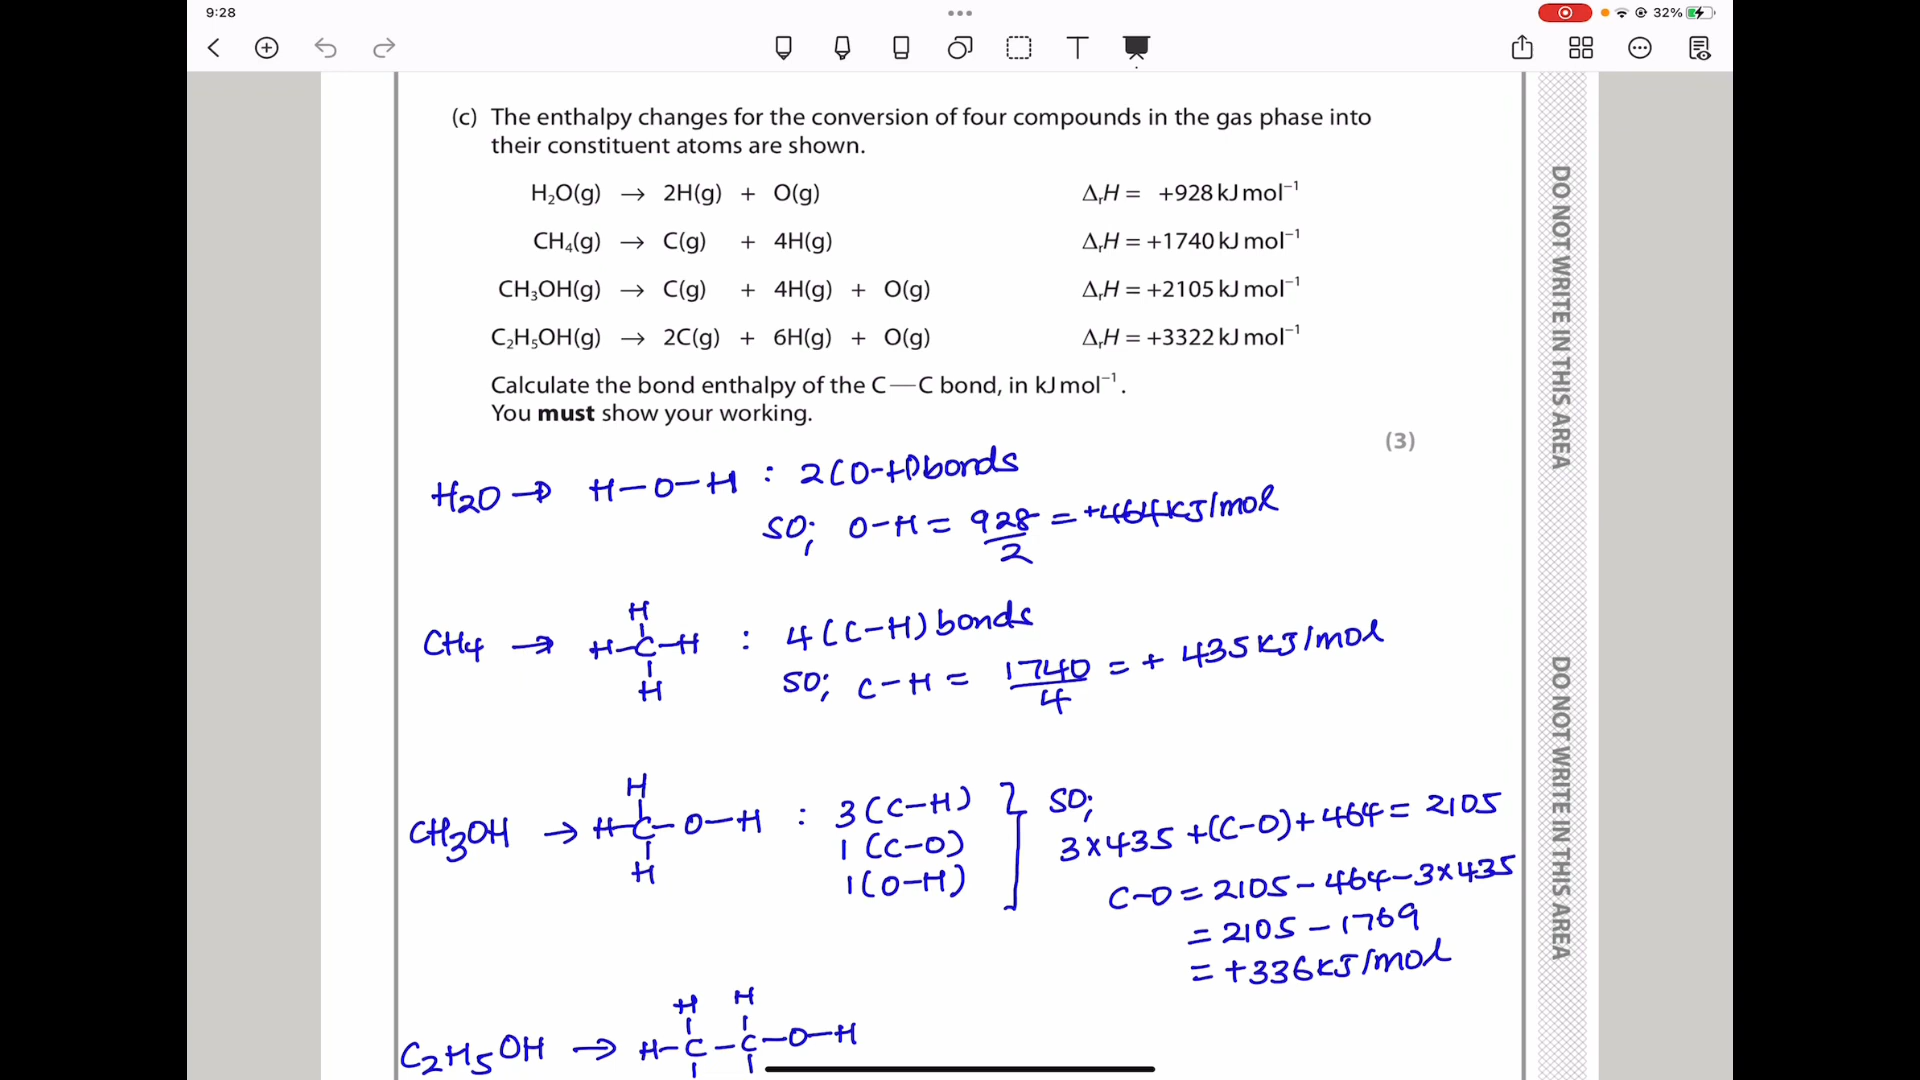 9:28
32%
(c) The enthalpy changes for the conversion of four compounds in the gas phase into
their constituent atoms are shown.
H₂O(g) → 2H(g) + O(g) ΔᵣH = +928 kJ mol⁻¹
CH₄(g) → C(g) + 4H(g) ΔᵣH = +1740 kJ mol⁻¹
CH₃OH(g) → C(g) + 4H(g) + O(g) ΔᵣH = +2105 kJ mol⁻¹
C₂H₅OH(g) → 2C(g) + 6H(g) + O(g) ΔᵣH = +3322 kJ mol⁻¹
Calculate the bond enthalpy of the C—C bond, in kJ mol⁻¹.
You must show your working.
(3)
H₂O → H-O-H : 2(O-H) bonds
SO; O-H = 928/2 = +464 KJ/mol
H
CH₄ → H-C-H : 4(C-H) bonds
SO; C-H = 1740/4 = + 435 KJ/mol
H
H
CH₃OH → H-C-O-H : 3(C-H)
1(C-O)
1(O-H)
H
SO;
3×435 +(C-O)+464 = 2105
C-O = 2105-464-3×435
= 2105-1769
= +336 KJ/mol
H H
C₂H₅OH → H-C-C-O-H
DO NOT WRITE IN THIS AREA
DO NOT WRITE IN THIS AREA